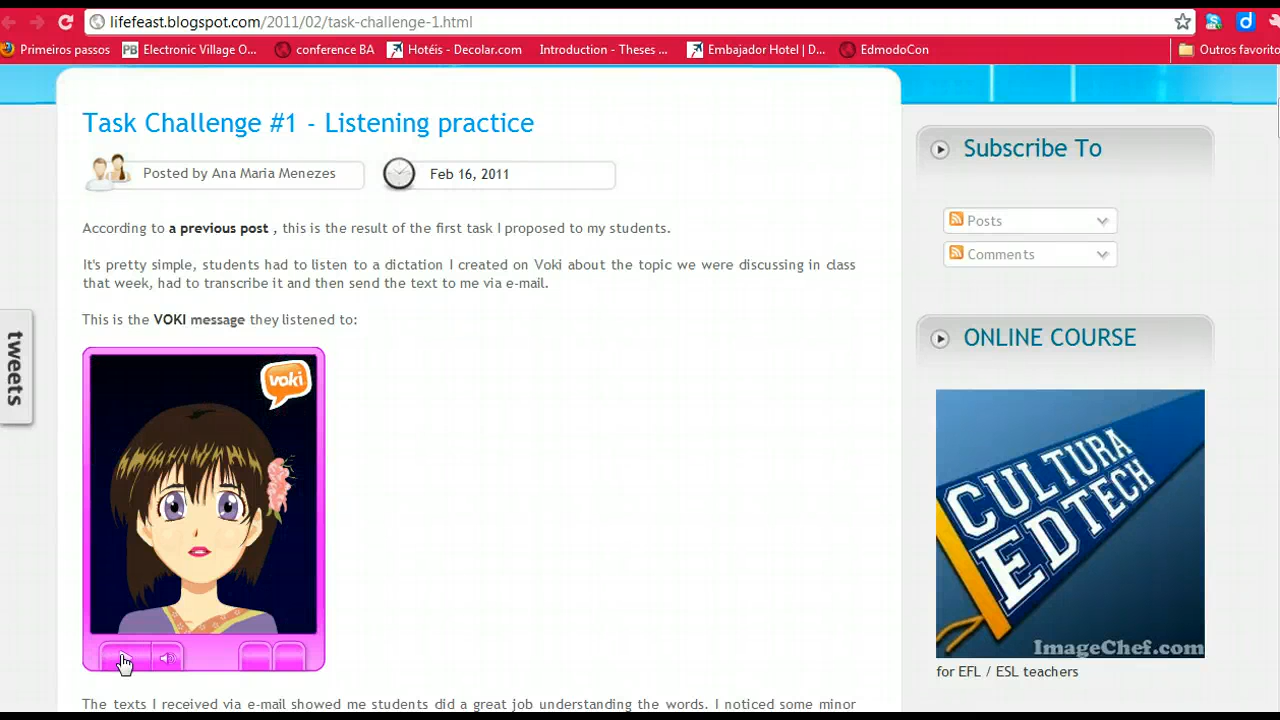 lifefeast.blogspot.com/2011/02/task-challenge-1.html
Primeiros passos
Electronic Village O...
conference BA
Hotéis - Decolar.com
Introduction - Theses ...
Embajador Hotel | D...
EdmodoCon
Outros favorito
Task Challenge #1 - Listening practice
Posted by Ana Maria Menezes
Feb 16, 2011
According to a previous post , this is the result of the first task I proposed to my students.
It's pretty simple, students had to listen to a dictation I created on Voki about the topic we were discussing in class
that week, had to transcribe it and then send the text to me via e-mail.
This is the VOKI message they listened to:
voki
The texts I received via e-mail showed me students did a great job understanding the words. I noticed some minor
tweets
Subscribe To
Posts
Comments
ONLINE COURSE
CULTURA
EDTECH
ImageChef.com
for EFL / ESL teachers